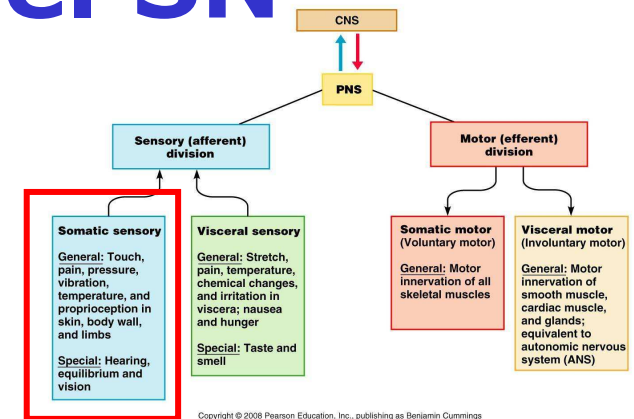 CPSN
CNS
PNS
Sensory (afferent)
division
Motor (efferent)
division
Somatic sensory
General: Touch,
pain, pressure,
vibration,
temperature, and
proprioception in
skin, body wall,
and limbs
Special: Hearing,
equilibrium and
vision
Visceral sensory
General: Stretch,
pain, temperature,
chemical changes,
and irritation in
viscera; nausea
and hunger
Special: Taste and
smell
Somatic motor
(Voluntary motor)
General: Motor
innervation of all
skeletal muscles
Visceral motor
(Involuntary motor)
General: Motor
innervation of
smooth muscle,
cardiac muscle,
and glands;
equivalent to
autonomic nervous
system (ANS)
Copyright © 2008 Pearson Education, Inc., publishing as Benjamin Cummings